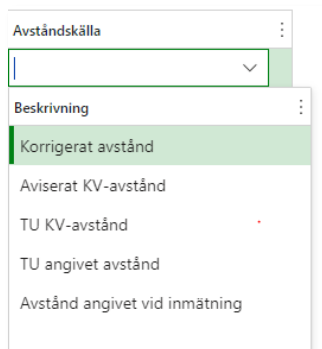 Avståndskälla
Beskrivning
Korrigerat avstånd
Aviserat KV-avstånd
TU KV-avstånd
TU angivet avstånd
Avstånd angivet vid inmätning